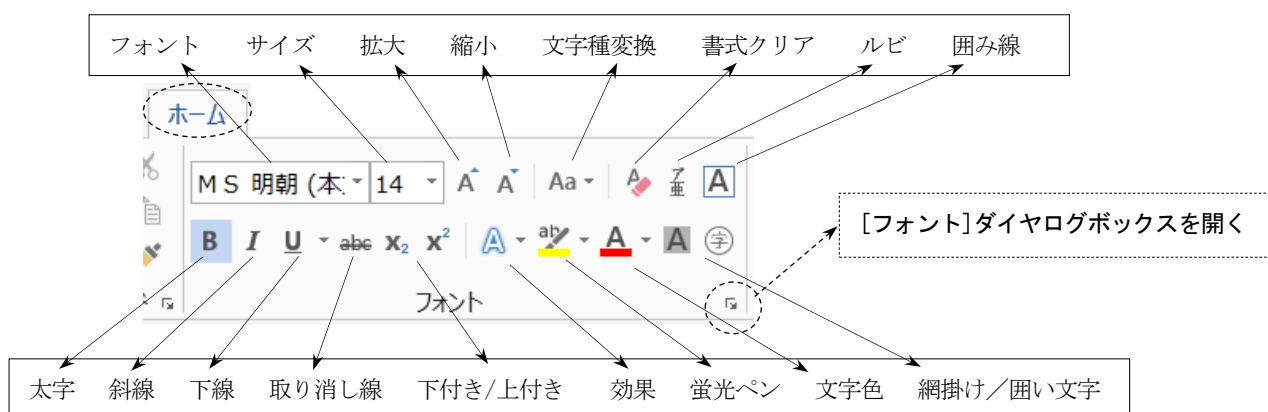 フォント サイズ 拡大 縮小 文字種変換 書式クリア ルビ 囲み線
ホーム
ＭＳ 明朝 (本: 14 A A Aa A ア亜 A
[フォント]ダイヤログボックスを開く
B I U abc X₂ X² A ab A A 字
フォント
太字 斜線 下線 取り消し線 下付き/上付き 効果 蛍光ペン 文字色 網掛け／囲い文字